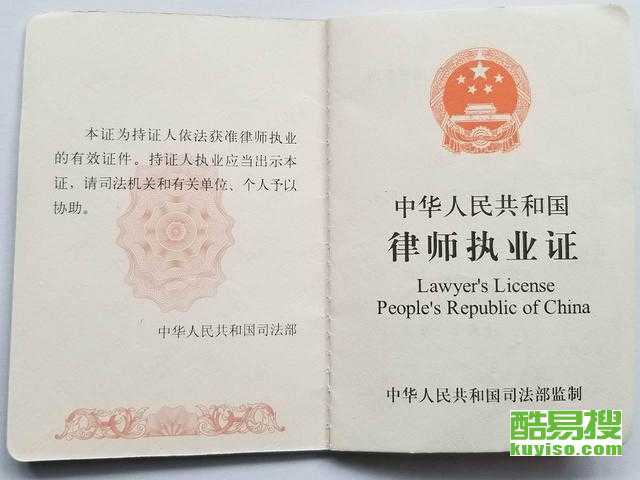 本证为持证人依法获准律师执业
的有效证件。持证人执业应当出示本
证，请司法机关和有关单位、个人予以
协助。
中华人民共和国司法部
中华人民共和国
律师执业证
Lawyer's License
People's Republic of China
中华人民共和国司法部监制
酷易搜
kuyiso.com